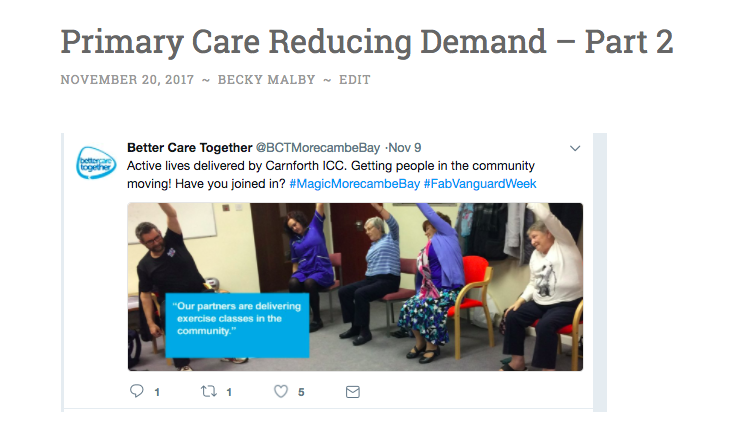 Primary Care Reducing Demand – Part 2
NOVEMBER 20, 2017 ~ BECKY MALBY ~ EDIT
bettercare
together
Better Care Together @BCTMorecambeBay ·Nov 9
Active lives delivered by Carnforth ICC. Getting people in the community
moving! Have you joined in? #MagicMorecambeBay #FabVanguardWeek
“Our partners are delivering
exercise classes in the
community.”
1 1 5